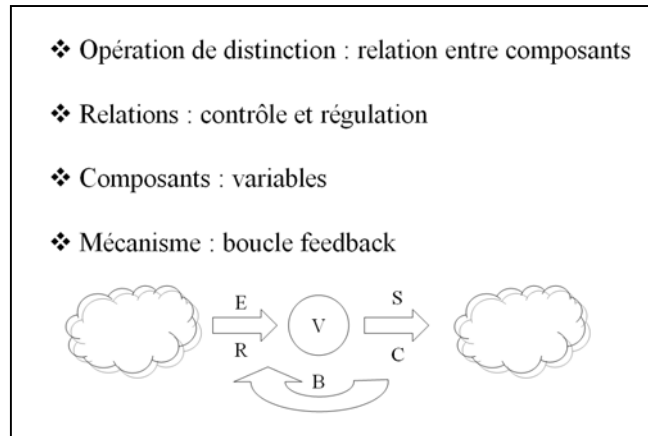 ❖ Opération de distinction : relation entre composants
❖ Relations : contrôle et régulation
❖ Composants : variables
❖ Mécanisme : boucle feedback
E
S
V
R
C
B